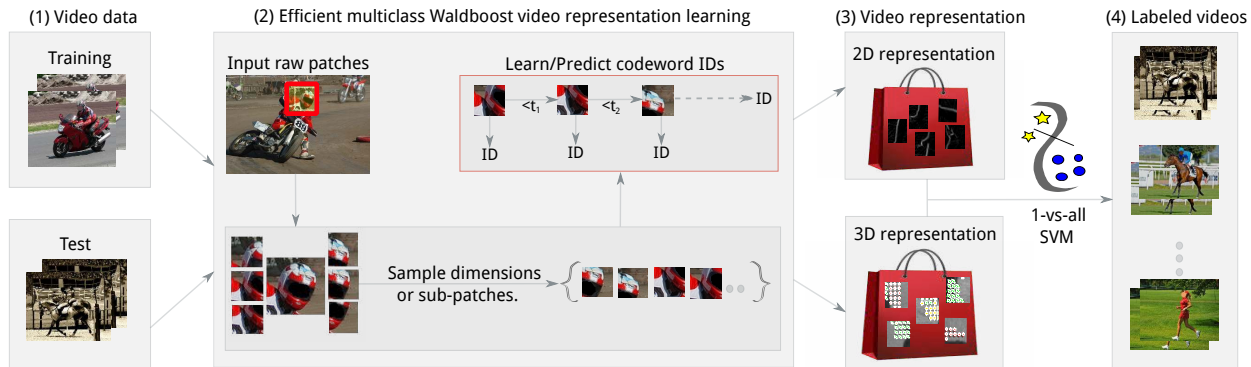 (1) Video data
(2) Efficient multiclass Waldboost video representation learning
(3) Video representation
(4) Labeled videos
Training
Test
Input raw patches
Learn/Predict codeword IDs
<t1
<t2
ID
ID
ID
ID
Sample dimensions
or sub-patches.
2D representation
3D representation
1-vs-all
SVM